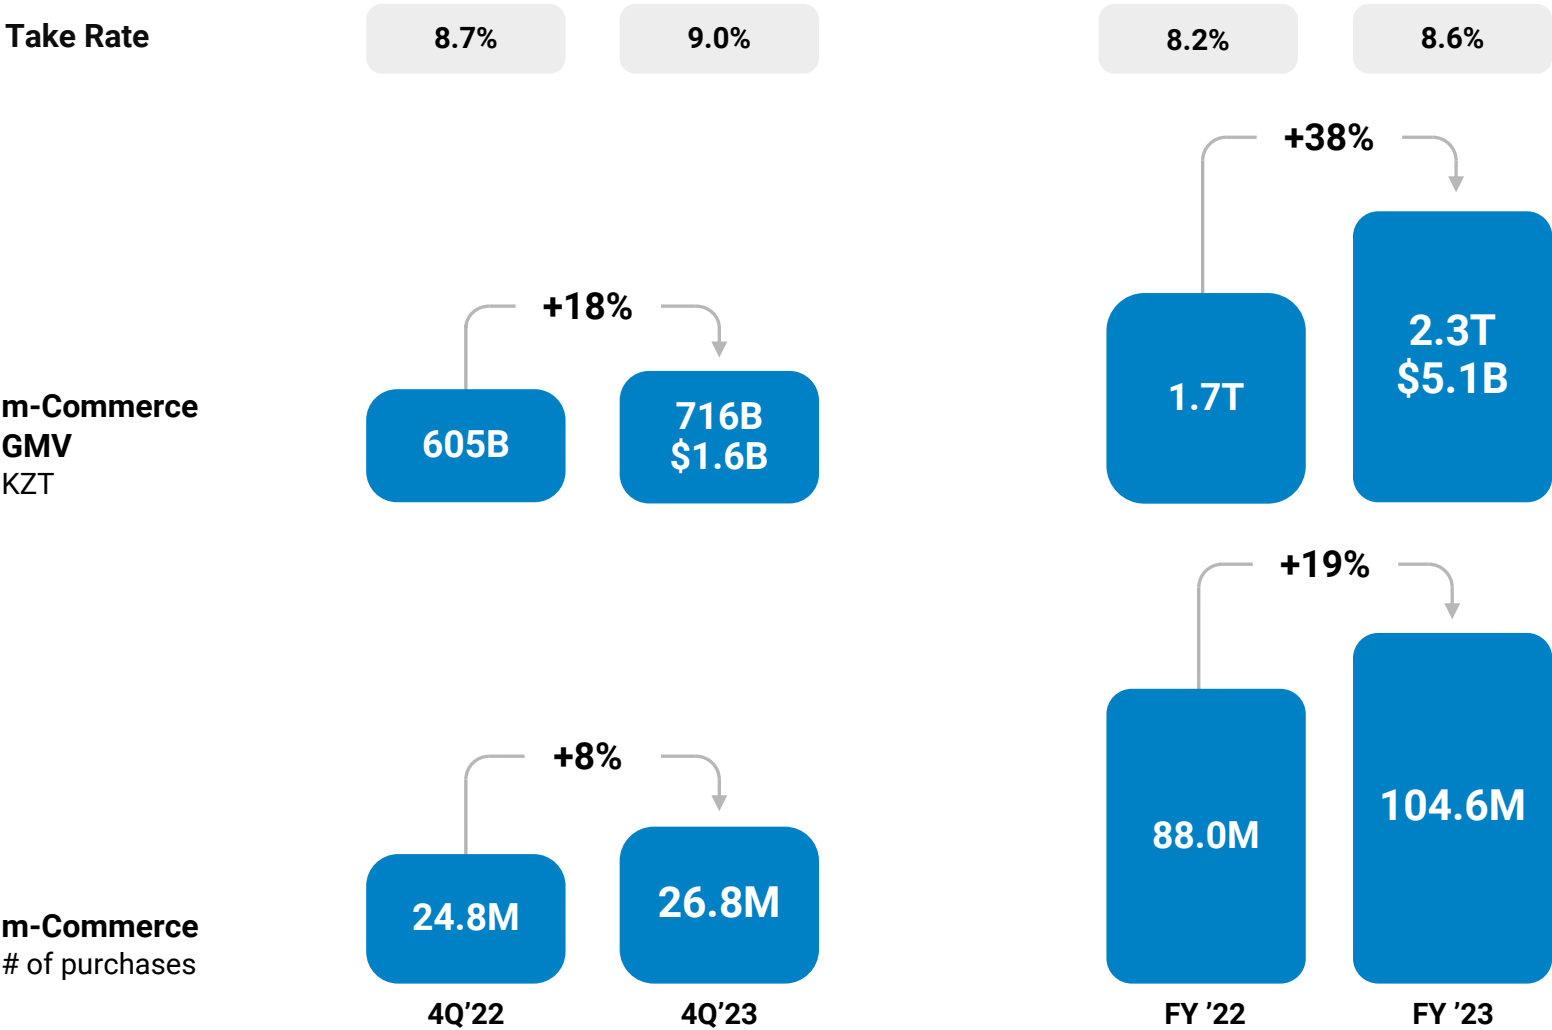 Take Rate
8.7%
9.0%
8.2%
8.6%
+38%
+18%
m-Commerce
GMV
KZT
605B
716B
$1.6B
1.7T
2.3T
$5.1B
+19%
+8%
m-Commerce
# of purchases
24.8M
26.8M
88.0M
104.6M
4Q’22
4Q’23
FY ’22
FY ’23